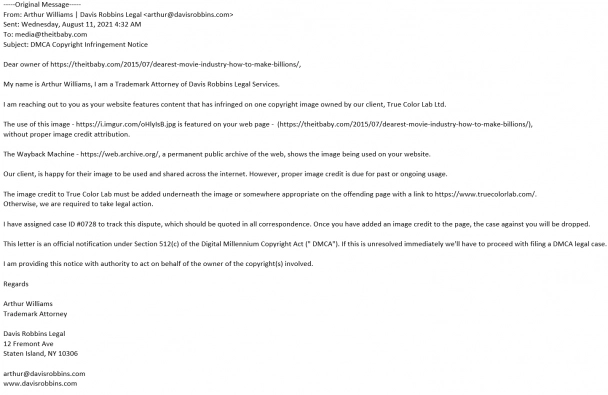 -----Original Message-----
From: Arthur Williams | Davis Robbins Legal <arthur@davisrobbins.com>
Sent: Wednesday, August 11, 2021 4:32 AM
To: media@theitbaby.com
Subject: DMCA Copyright Infringement Notice
Dear owner of https://theitbaby.com/2015/07/dearest-movie-industry-how-to-make-billions/,
My name is Arthur Williams, I am a Trademark Attorney of Davis Robbins Legal Services.
I am reaching out to you as your website features content that has infringed on one copyright image owned by our client, True Color Lab Ltd.
The use of this image - https://i.imgur.com/oHlyIsB.jpg is featured on your web page - (https://theitbaby.com/2015/07/dearest-movie-industry-how-to-make-billions/),
without proper image credit attribution.
The Wayback Machine - https://web.archive.org/, a permanent public archive of the web, shows the image being used on your website.
Our client, is happy for their image to be used and shared across the internet. However, proper image credit is due for past or ongoing usage.
The image credit to True Color Lab must be added underneath the image or somewhere appropriate on the offending page with a link to https://www.truecolorlab.com/.
Otherwise, we are required to take legal action.
I have assigned case ID #0728 to track this dispute, which should be quoted in all correspondence. Once you have added an image credit to the page, the case against you will be dropped.
This letter is an official notification under Section 512(c) of the Digital Millennium Copyright Act (" DMCA"). If this is unresolved immediately we'll have to proceed with filing a DMCA legal case.
I am providing this notice with authority to act on behalf of the owner of the copyright(s) involved.
Regards
Arthur Williams
Trademark Attorney
Davis Robbins Legal
12 Fremont Ave
Staten Island, NY 10306
arthur@davisrobbins.com
www.davisrobbins.com